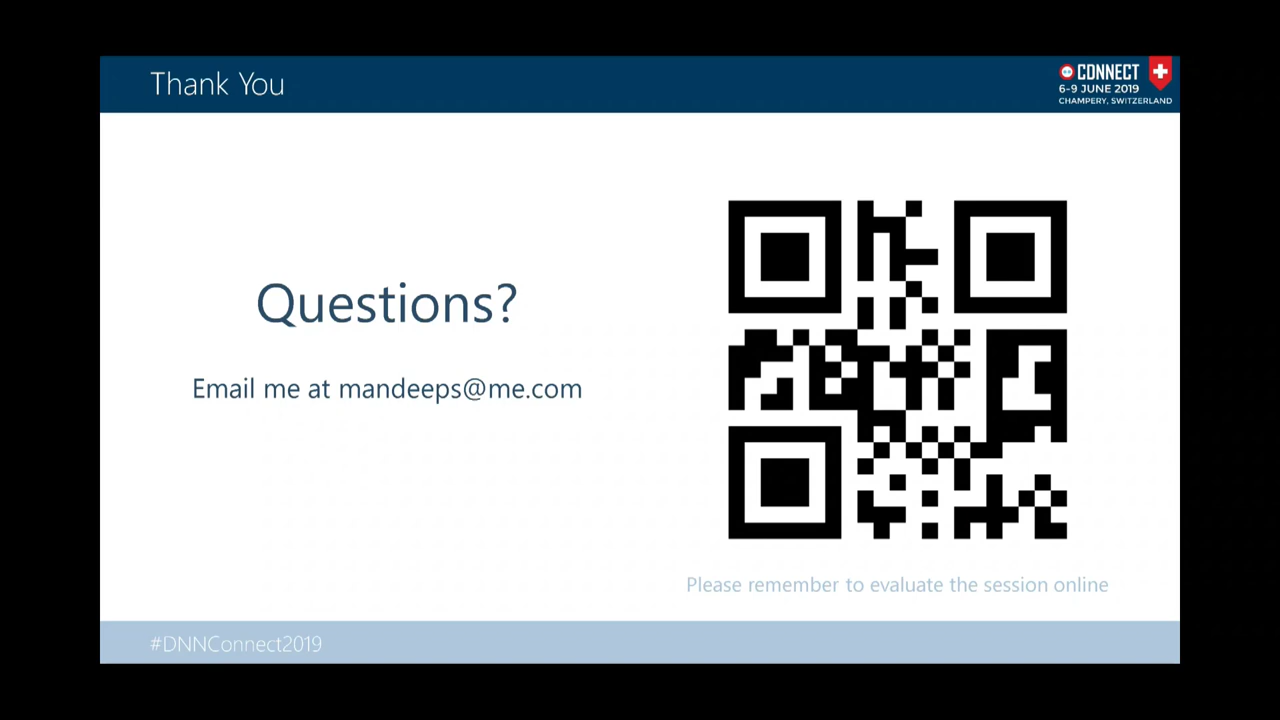 Thank You
CONNECT
6-9 JUNE 2019
CHAMPERY, SWITZERLAND
Questions?
Email me at mandeeps@me.com
Please remember to evaluate the session online
#DNNConnect2019